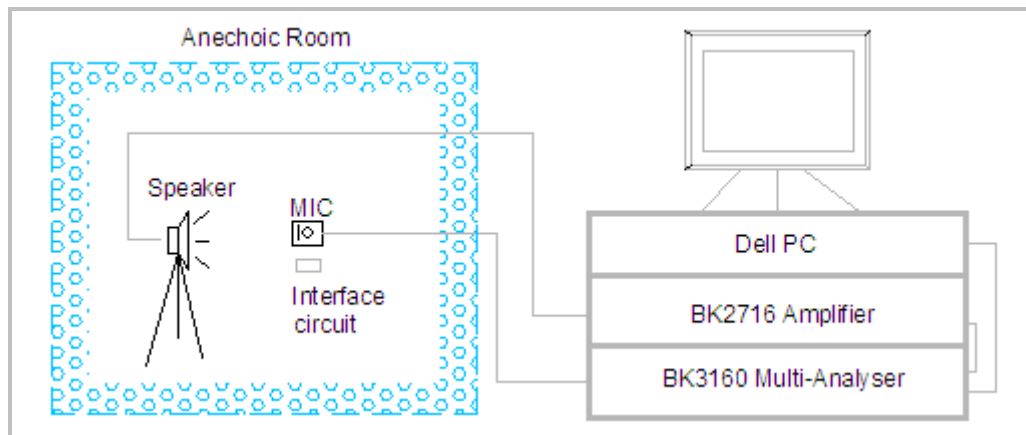 Anechoic Room
Speaker
MIC
Interface
circuit
Dell PC
BK2716 Amplifier
BK3160 Multi-Analyser